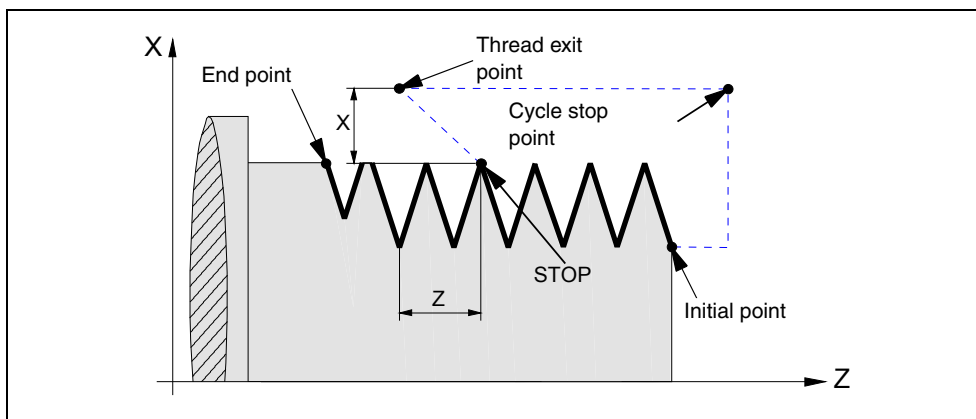 X
Thread exit
point
End point
Cycle stop
point
X
STOP
Z
Initial point
Z